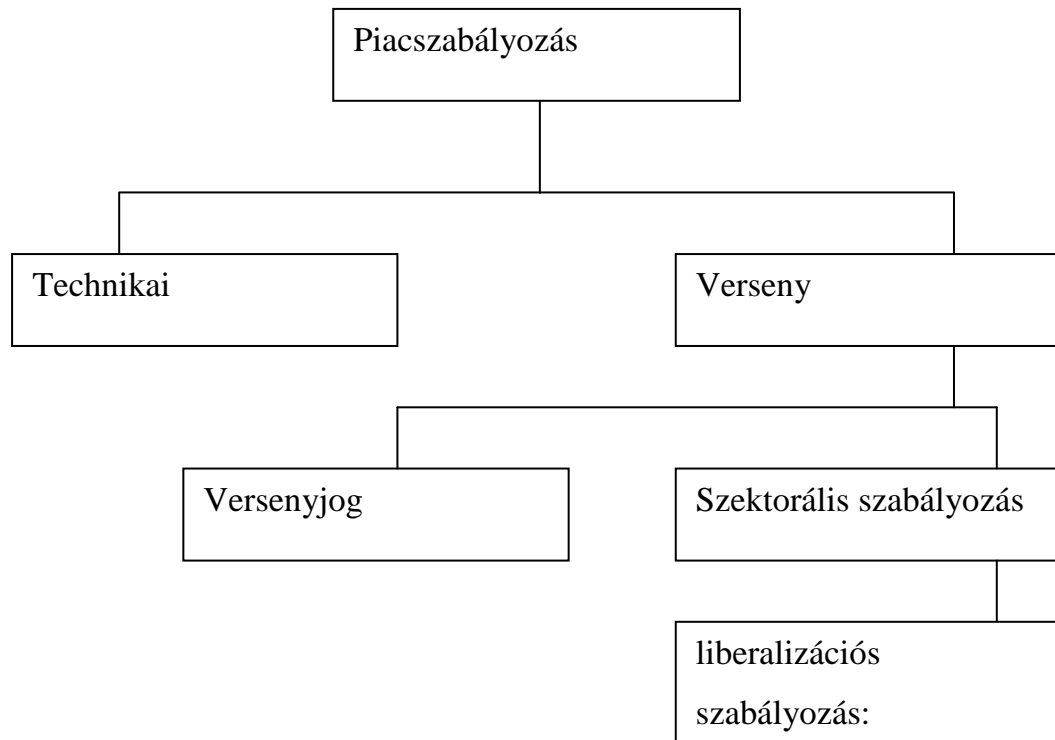 Piacszabályozás
Technikai
Verseny
Versenyjog
Szektorális szabályozás
liberalizációs
szabályozás: